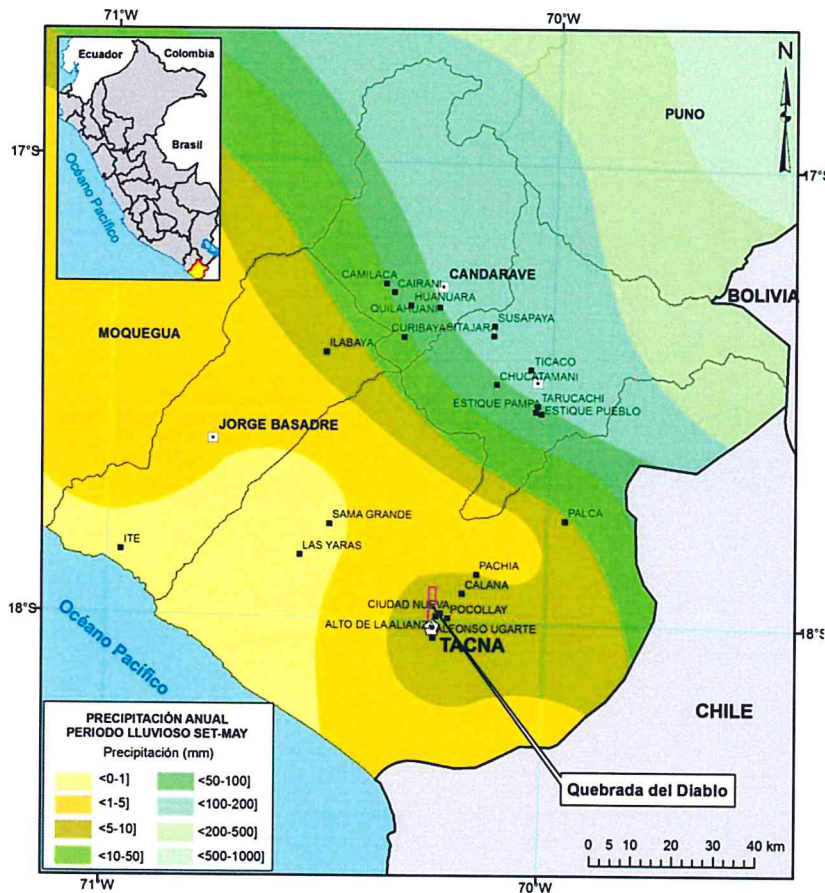 71°W
70°W
Ecuador
Colombia
Brasil
Océano Pacífico
N
PUNO
17°S
CAMILACA
CAIRANI
CANDARAVE
HUANUARA
QUILAHUANI
BOLIVIA
MOQUEGUA
CURIBAYA
SITAJARA
SUSAPAYA
ILABAYA
TICACO
CHUCATAMANI
ESTIQUE PAMPA
TARUCACHI
ESTIQUE PUEBLO
JORGE BASADRE
SAMA GRANDE
PALCA
ITE
LAS YARAS
PACHIA
CALANA
18°S
18°S
CIUDAD NUEVA
POCOLLAY
ALTO DE LA ALIANZA
ALFONSO UGARTE
TACNA
Océano Pacífico
CHILE
PRECIPITACIÓN ANUAL
PERIODO LLUVIOSO SET-MAY
Precipitación (mm)
<0-1]
<1-5]
<5-10]
<10-50]
<50-100]
<100-200]
<200-500]
<500-1000]
Quebrada del Diablo
0 5 10 20 30 40 km
71°W
70°W